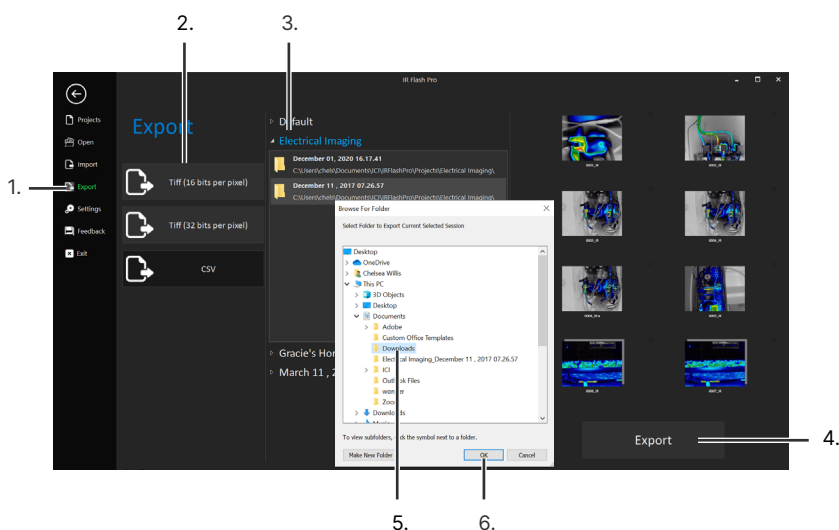 2.
3.
IR Flash Pro
Projects
Open
Import
1.
Export
Settings
Feedback
Exit
Export
Tiff (16 bits per pixel)
Tiff (32 bits per pixel)
CSV
Default
Electrical Imaging
December 01, 2020 16.17.41
C:\Users\chels\Documents\ICI\IRFlashPro\Projects\Electrical Imaging\
December 11 , 2017 07.26.57
C:\Users\chels\Documents\ICI\IRFlashPro\Projects\Electrical Imaging\
Gracie's Hor
March 11 , 2
Browse For Folder
Select Folder to Export Current Selected Session
Desktop
OneDrive
Chelsea Willis
This PC
3D Objects
Desktop
Documents
Adobe
Custom Office Templates
Downloads
Electrical Imaging_December 11 , 2017 07.26.57
ICI
Outlook Files
Downloads
To view subfolders, click the symbol next to a folder.
Make New Folder
OK
Cancel
Export
4.
5.
6.